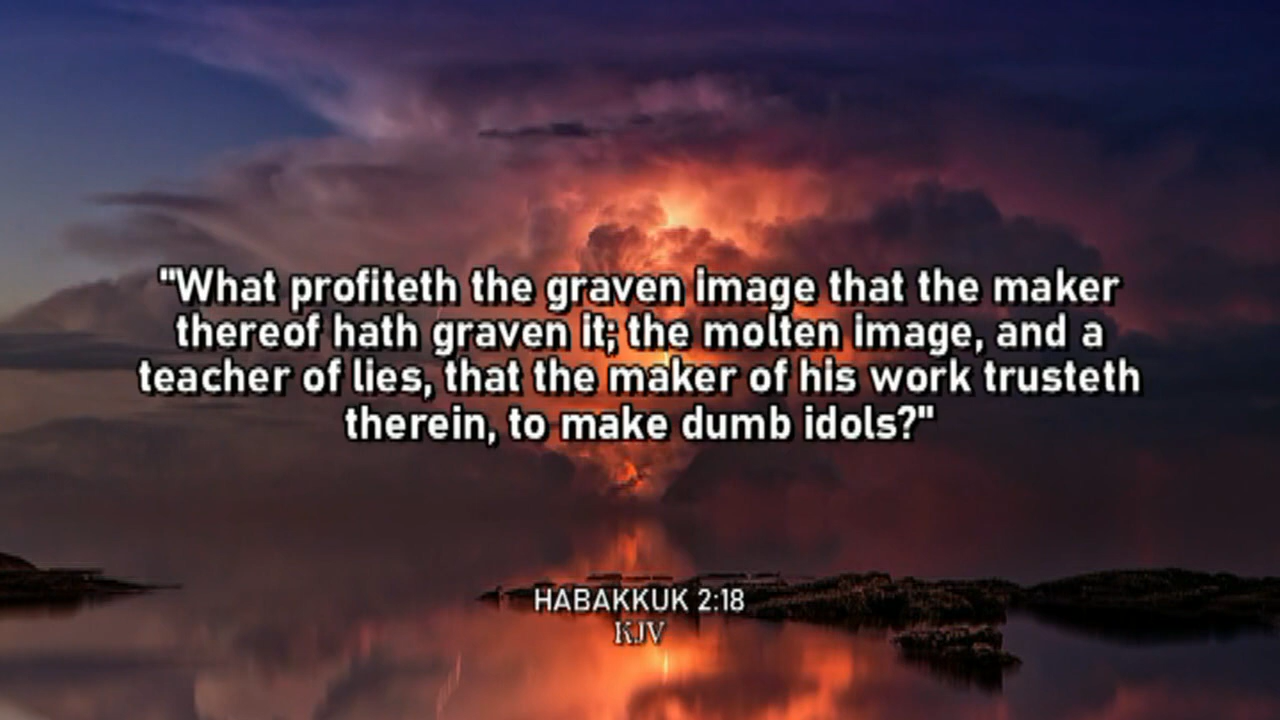 "What profiteth the graven image that the maker
thereof hath graven it; the molten image, and a
teacher of lies, that the maker of his work trusteth
therein, to make dumb idols?"
HABAKKUK 2:18
KJV